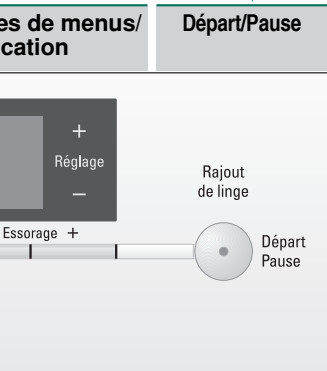 es de menus/
cation
Départ/Pause
+
Réglage
–
Rajout
de linge
Essorage +
Départ
Pause